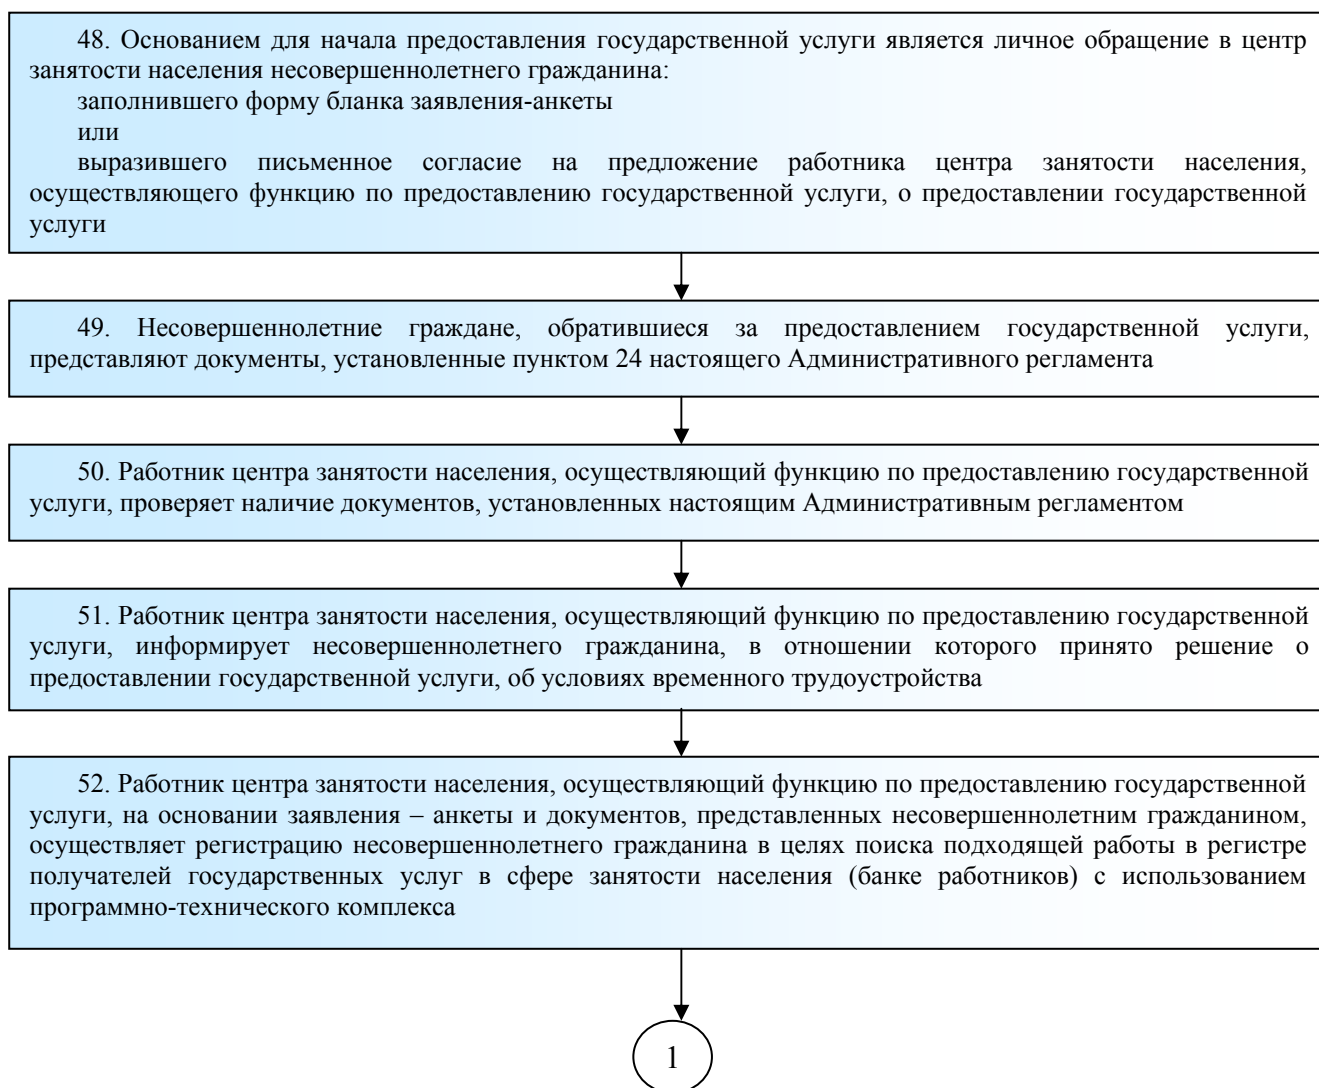 48. Основанием для начала предоставления государственной услуги является личное обращение в центр
занятости населения несовершеннолетнего гражданина:
заполнившего форму бланка заявления-анкеты
или
выразившего письменное согласие на предложение работника центра занятости населения,
осуществляющего функцию по предоставлению государственной услуги, о предоставлении государственной
услуги
49. Несовершеннолетние граждане, обратившиеся за предоставлением государственной услуги,
представляют документы, установленные пунктом 24 настоящего Административного регламента
50. Работник центра занятости населения, осуществляющий функцию по предоставлению государственной
услуги, проверяет наличие документов, установленных настоящим Административным регламентом
51. Работник центра занятости населения, осуществляющий функцию по предоставлению государственной
услуги, информирует несовершеннолетнего гражданина, в отношении которого принято решение о
предоставлении государственной услуги, об условиях временного трудоустройства
52. Работник центра занятости населения, осуществляющий функцию по предоставлению государственной
услуги, на основании заявления – анкеты и документов, представленных несовершеннолетним гражданином,
осуществляет регистрацию несовершеннолетнего гражданина в целях поиска подходящей работы в регистре
получателей государственных услуг в сфере занятости населения (банке работников) с использованием
программно-технического комплекса
1